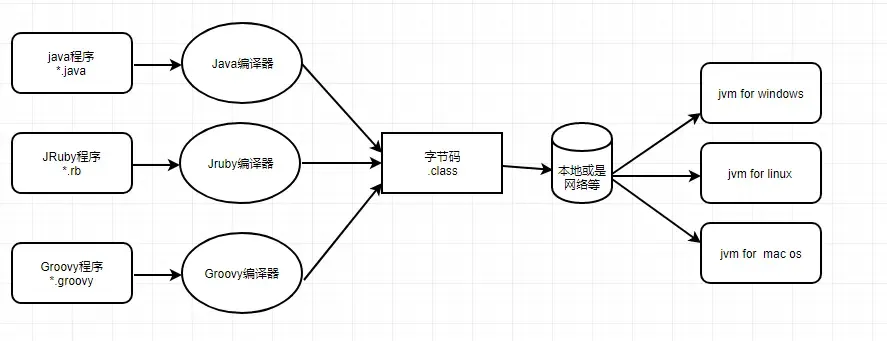 java程序
*.java
Java编译器
JRuby程序
*.rb
Jruby编译器
Groovy程序
*.groovy
Groovy编译器
字节码
.class
本地或是
网络等
jvm for windows
jvm for linux
jvm for  mac os